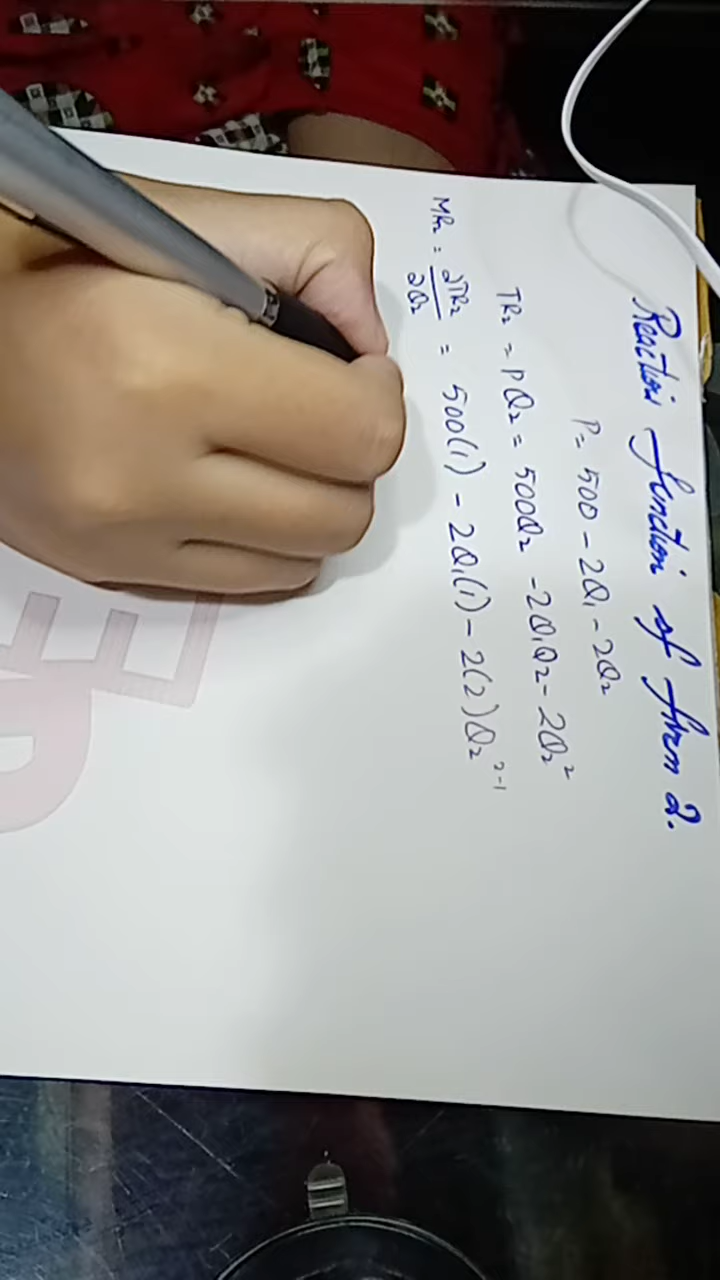 Reaction function of firm 2.
P = 500 - 2Q₁ - 2Q₂
TR₂ = PQ₂ = 500Q₂ - 2Q₁Q₂ - 2Q₂²
MR₂ = ∂TR₂/∂Q₂ = 500(1) - 2Q₁(1) - 2(2)Q₂²⁻¹